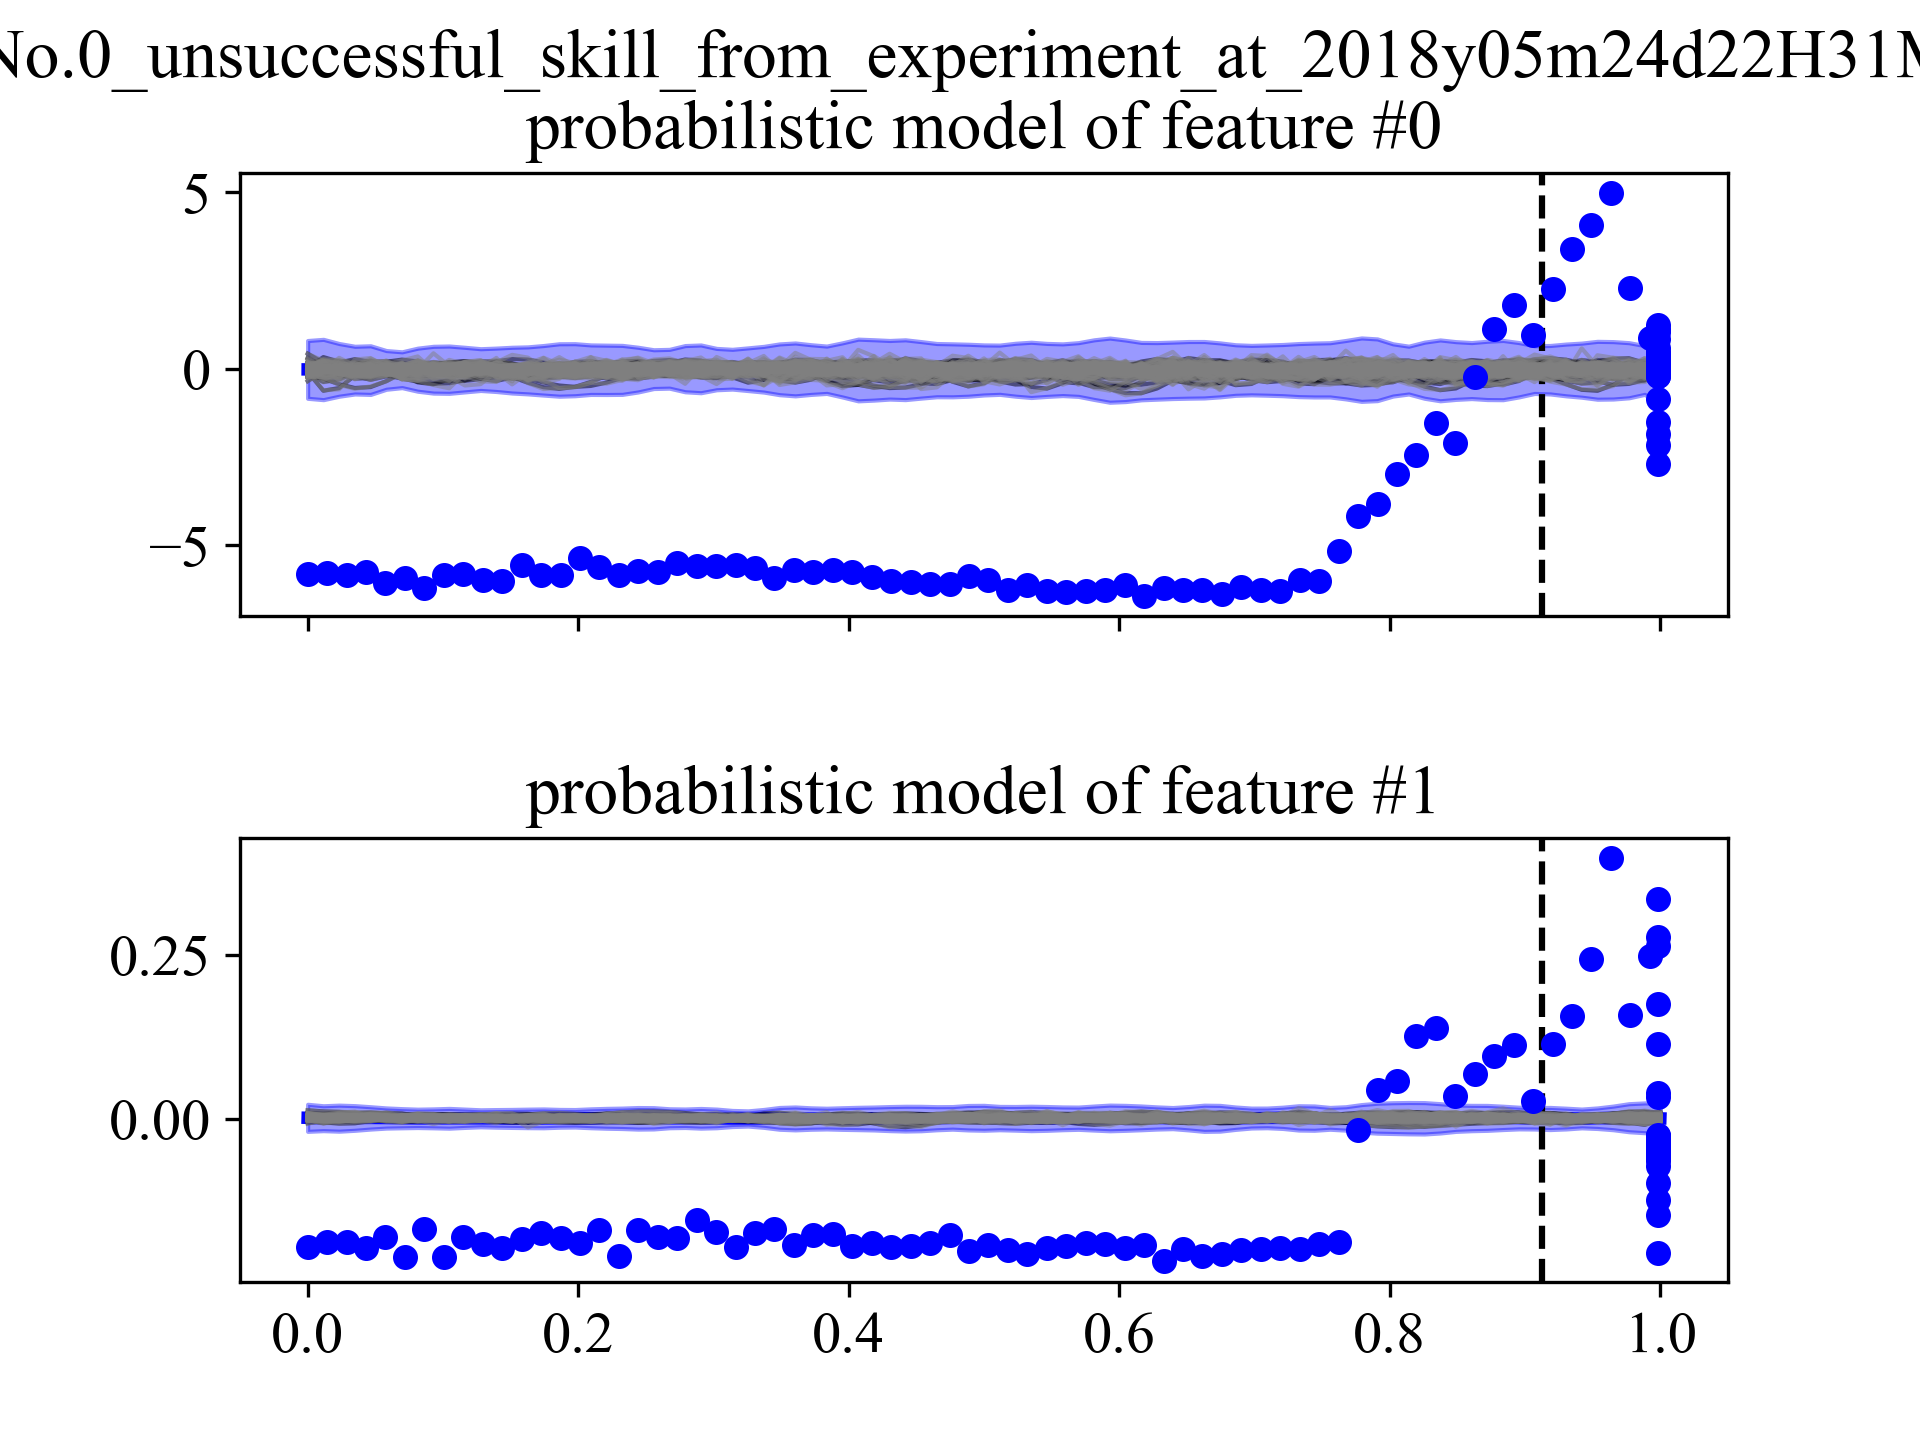 No.0_unsuccessful_skill_from_experiment_at_2018y05m24d22H31M
probabilistic model of feature #0
5
0
−5
probabilistic model of feature #1
0.25
0.00
0.0 0.2 0.4 0.6 0.8 1.0